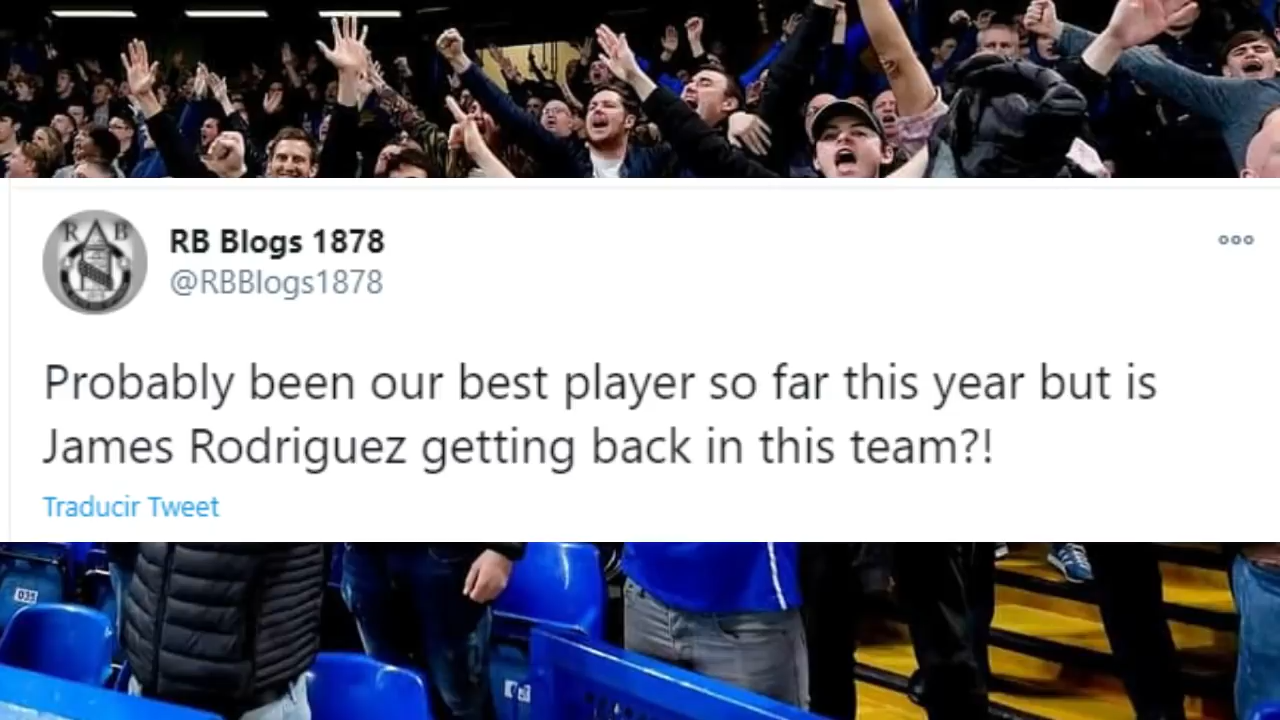 R A B
RB Blogs 1878
@RBBlogs1878
Probably been our best player so far this year but is
James Rodriguez getting back in this team?!
Traducir Tweet
035